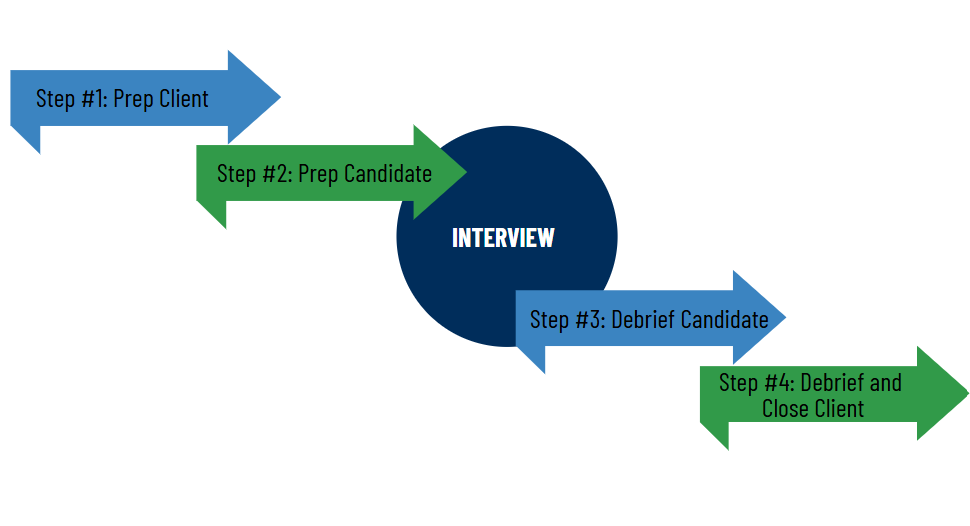 Step #1: Prep Client
Step #2: Prep Candidate
INTERVIEW
Step #3: Debrief Candidate
Step #4: Debrief and
Close Client